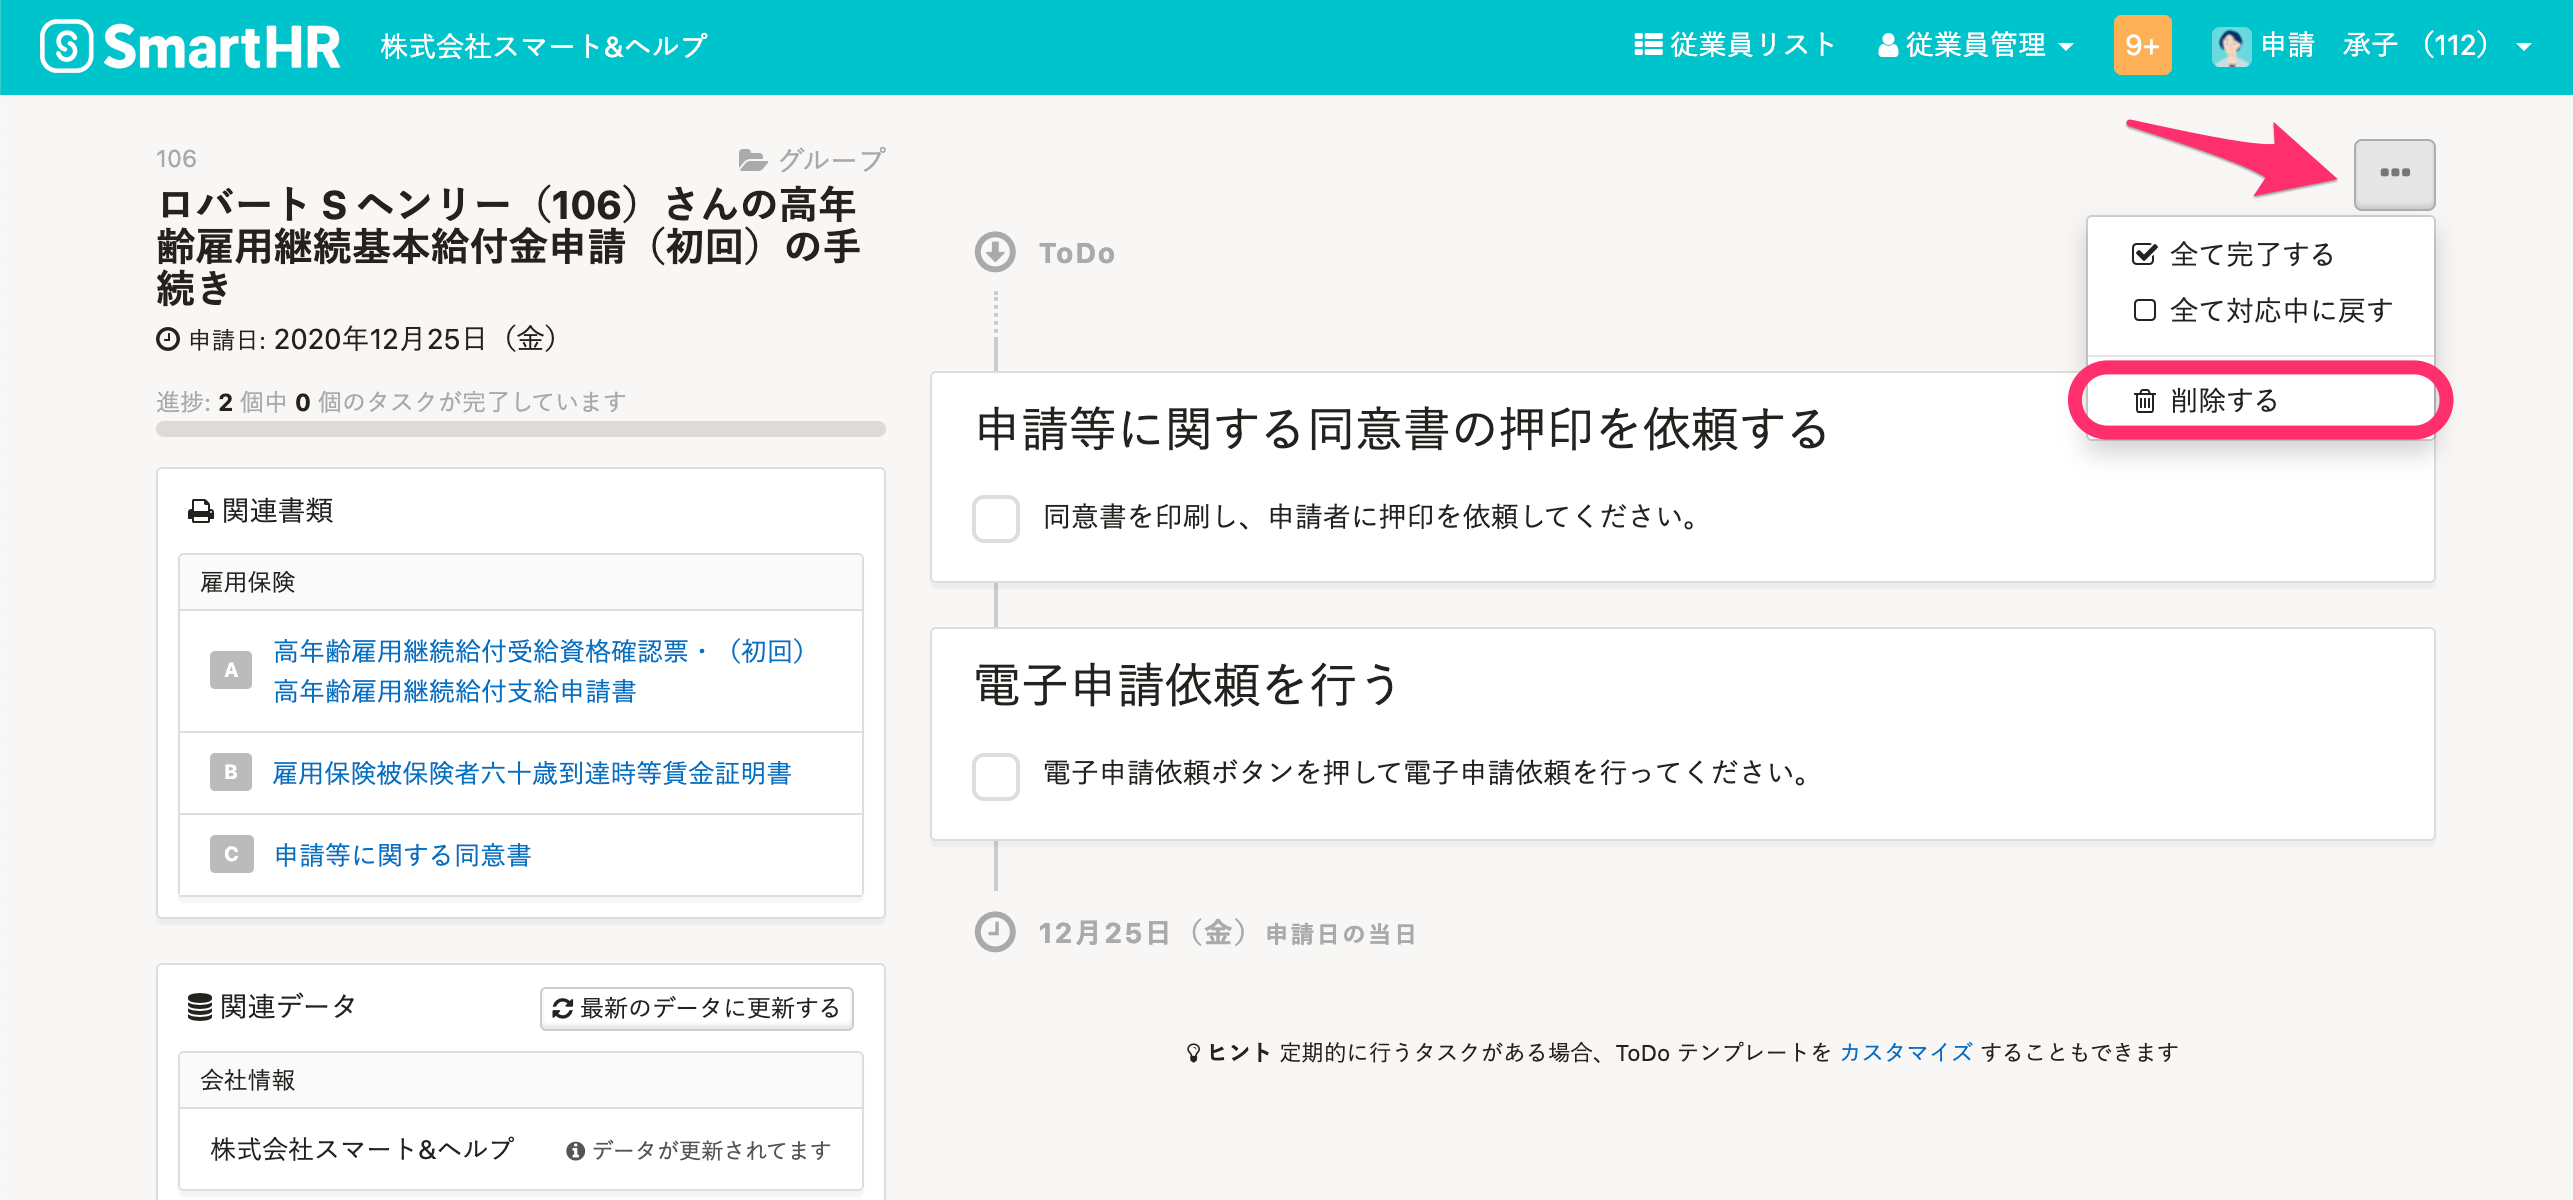 SmartHR 株式会社スマート&ヘルプ 従業員リスト 従業員管理 9+ 申請 承子 (112)
106 グループ
ロバート S ヘンリー（106）さんの高年
齢雇用継続基本給付金申請（初回）の手
続き
申請日: 2020年12月25日（金）
進捗: 2 個中 0 個のタスクが完了しています
関連書類
雇用保険
A 高年齢雇用継続給付受給資格確認票・（初回）
高年齢雇用継続給付支給申請書
B 雇用保険被保険者六十歳到達時等賃金証明書
C 申請等に関する同意書
関連データ 最新のデータに更新する
会社情報
株式会社スマート&ヘルプ データが更新されてます
全て完了する
全て対応中に戻す
削除する
ToDo
申請等に関する同意書の押印を依頼する
同意書を印刷し、申請者に押印を依頼してください。
電子申請依頼を行う
電子申請依頼ボタンを押して電子申請依頼を行ってください。
12月25日（金）申請日の当日
ヒント 定期的に行うタスクがある場合、ToDo テンプレートを カスタマイズ することもできます